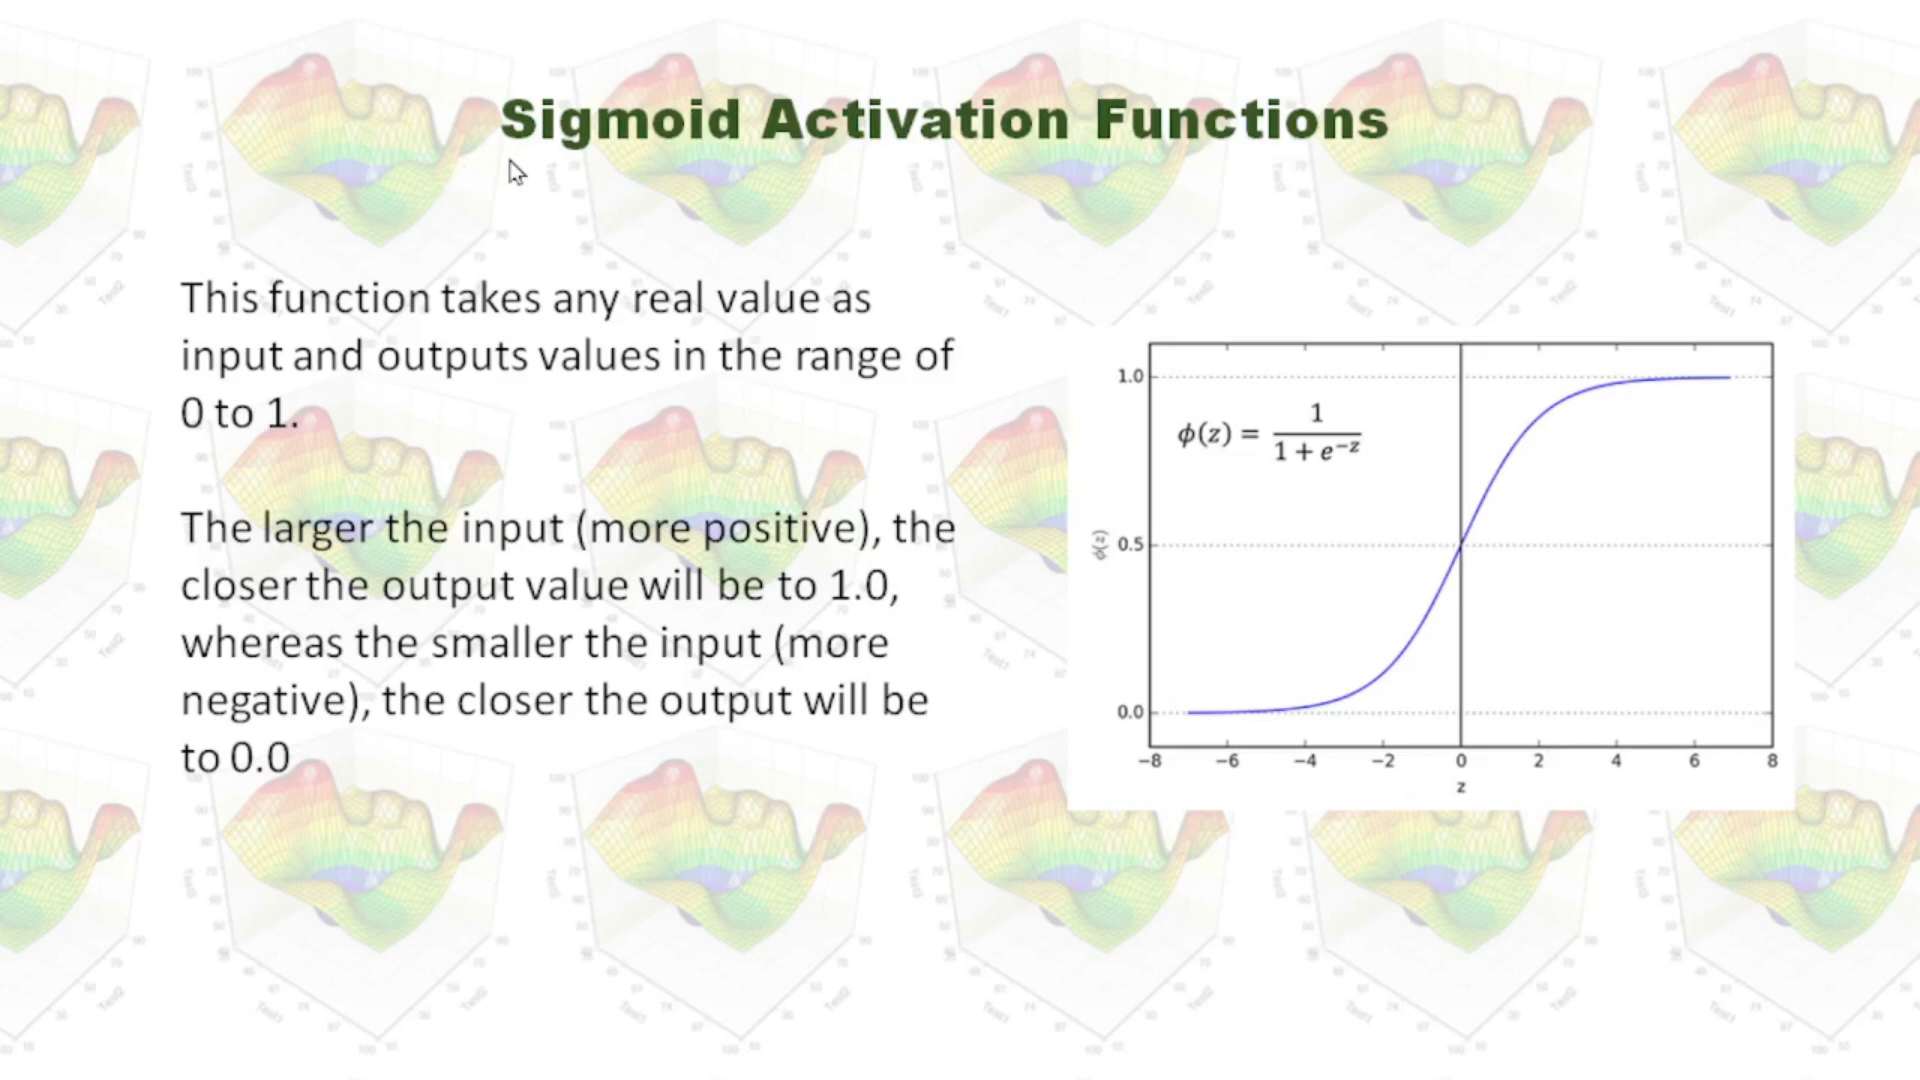 Sigmoid Activation Functions
This function takes any real value as
input and outputs values in the range of
0 to 1.
The larger the input (more positive), the
closer the output value will be to 1.0,
whereas the smaller the input (more
negative), the closer the output will be
to 0.0
1.0
ϕ(z) = 1 / 1 + e^−z
ϕ(z)
0.5
0.0
−8 −6 −4 −2 0 2 4 6 8
z